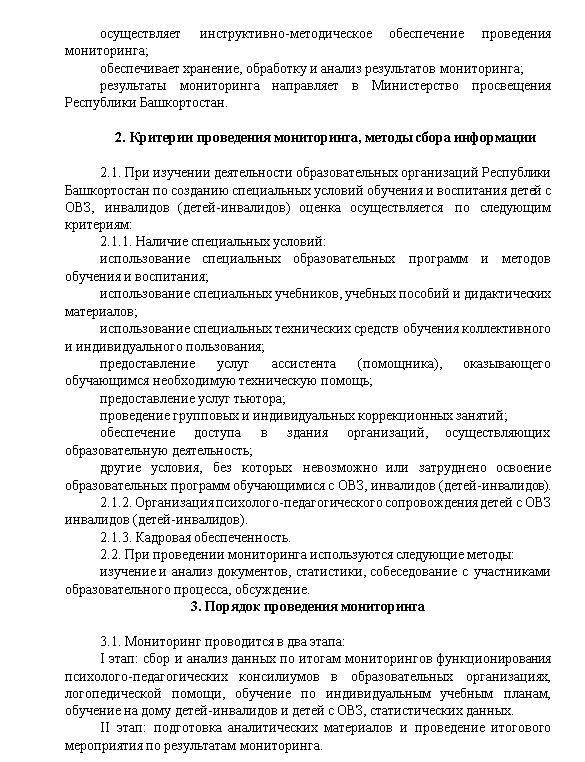 осуществляет инструктивно-методическое обеспечение проведения
мониторинга;
обеспечивает хранение, обработку и анализ результатов мониторинга;
результаты мониторинга направляет в Министерство просвещения
Республики Башкортостан.
2. Критерии проведения мониторинга, методы сбора информации
2.1. При изучении деятельности образовательных организаций Республики
Башкортостан по созданию специальных условий обучения и воспитания детей с
ОВЗ, инвалидов (детей-инвалидов) оценка осуществляется по следующим
критериям:
2.1.1. Наличие специальных условий:
использование специальных образовательных программ и методов
обучения и воспитания;
использование специальных учебников, учебных пособий и дидактических
материалов;
использование специальных технических средств обучения коллективного
и индивидуального пользования;
предоставление услуг ассистента (помощника), оказывающего
обучающимся необходимую техническую помощь;
предоставление услуг тьютора;
проведение групповых и индивидуальных коррекционных занятий;
обеспечение доступа в здания организаций, осуществляющих
образовательную деятельность;
другие условия, без которых невозможно или затруднено освоение
образовательных программ обучающимися с ОВЗ, инвалидов (детей-инвалидов).
2.1.2. Организация психолого-педагогического сопровождения детей с ОВЗ
инвалидов (детей-инвалидов).
2.1.3. Кадровая обеспеченность.
2.2. При проведении мониторинга используются следующие методы:
изучение и анализ документов, статистики, собеседование с участниками
образовательного процесса, обсуждение.
3. Порядок проведения мониторинга
3.1. Мониторинг проводится в два этапа:
I этап: сбор и анализ данных по итогам мониторингов функционирования
психолого-педагогических консилиумов в образовательных организациях,
логопедической помощи, обучение по индивидуальным учебным планам,
обучение на дому детей-инвалидов и детей с ОВЗ, статистических данных.
II этап: подготовка аналитических материалов и проведение итогового
мероприятия по результатам мониторинга.